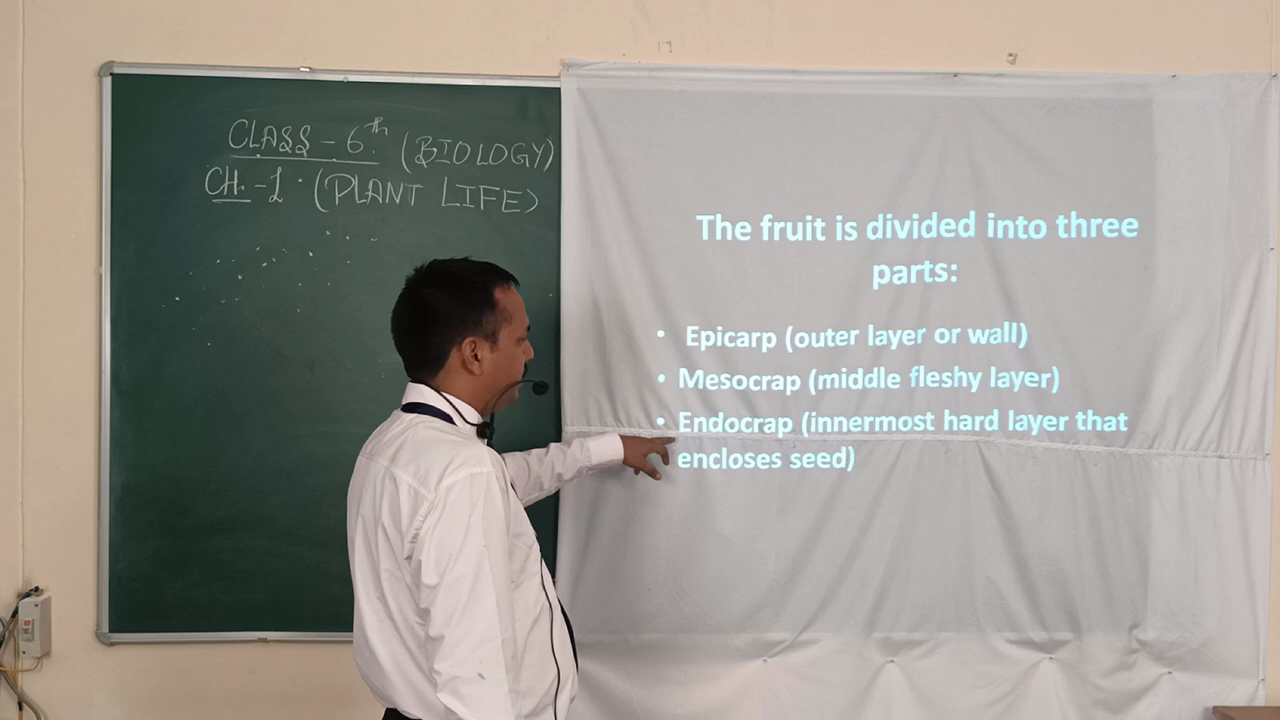 CLASS - 6th (BIOLOGY)
CH. - 1. (PLANT LIFE)
The fruit is divided into three
parts:
• Epicarp (outer layer or wall)
• Mesocrap (middle fleshy layer)
• Endocrap (innermost hard layer that
encloses seed)